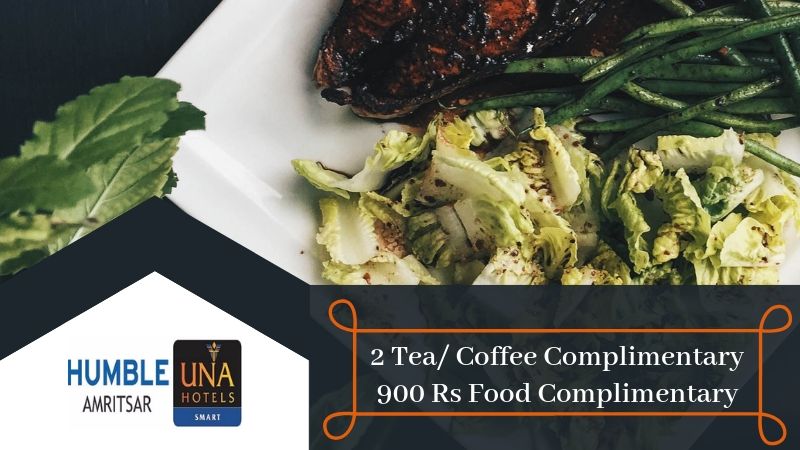 HUMBLE
AMRITSAR
UNA
HOTELS
SMART
2 Tea/ Coffee Complimentary
900 Rs Food Complimentary